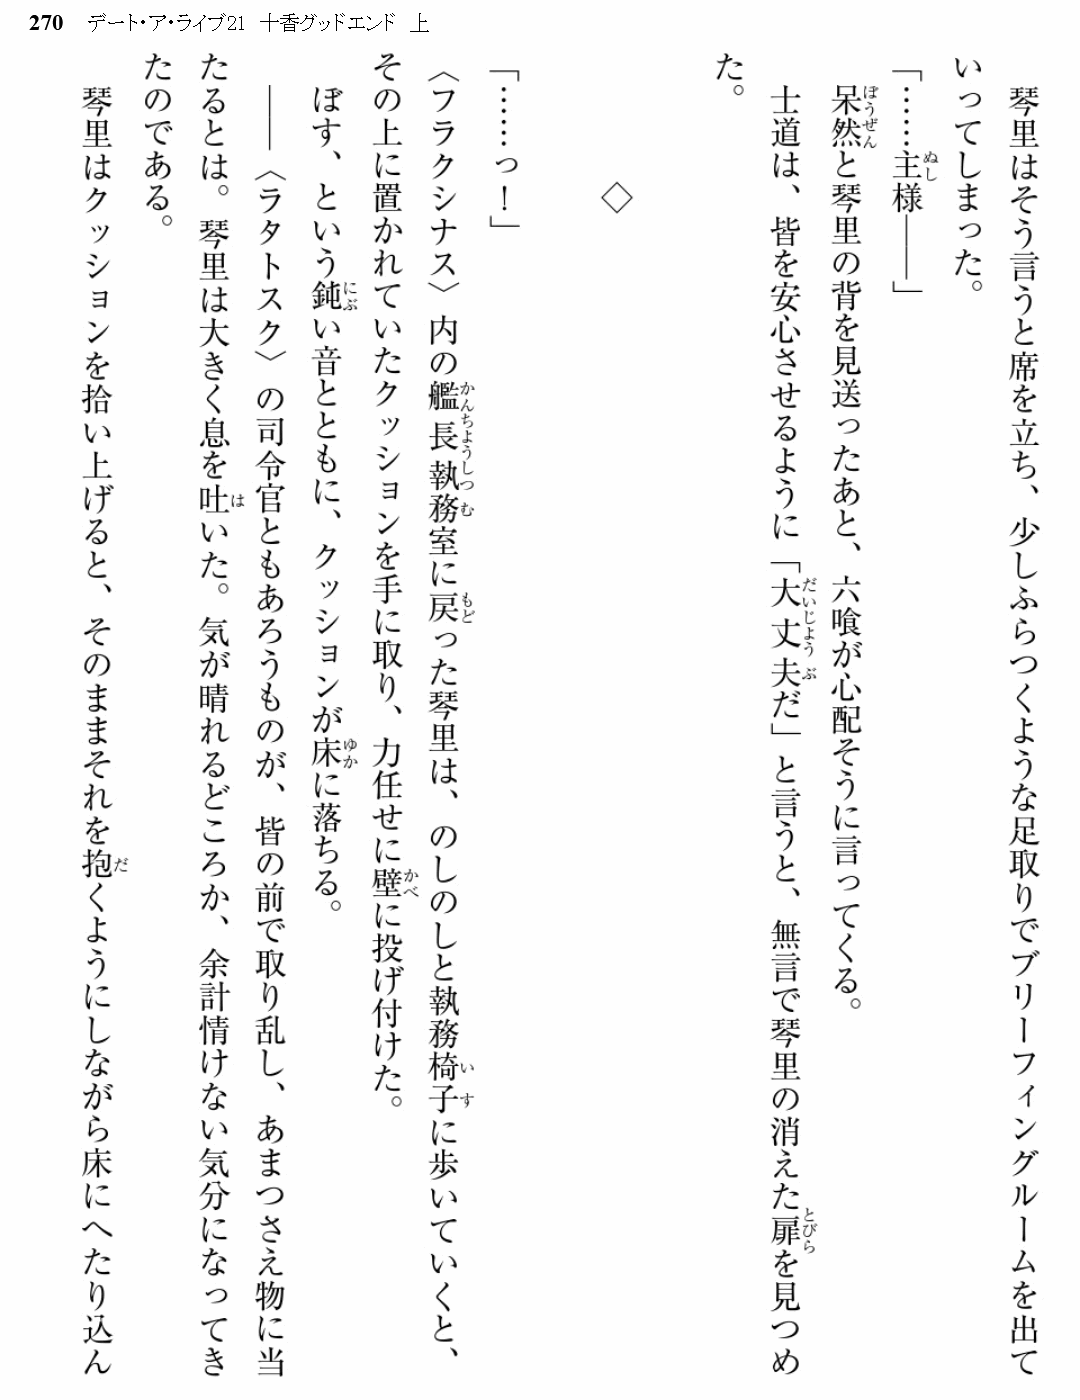 270 デート・ア・ライブ21 十香グッドエンド 上
琴里はそう言うと席を立ち、少しふらつくような足取りでブリーフィングルームを出て
いってしまった。
「……主様――」
呆然と琴里の背を見送ったあと、六喰が心配そうに言ってくる。
士道は、皆を安心させるように「大丈夫だ」と言うと、無言で琴里の消えた扉を見つめ
た。
◇
「……っ！」
〈フラクシナス〉内の艦長執務室に戻った琴里は、のしのしと執務椅子に歩いていくと、
その上に置かれていたクッションを手に取り、力任せに壁に投げ付けた。
ぼす、という鈍い音とともに、クッションが床に落ちる。
――〈ラタトスク〉の司令官ともあろうものが、皆の前で取り乱し、あまつさえ物に当
たるとは。琴里は大きく息を吐いた。気が晴れるどころか、余計情けない気分になってき
たのである。
琴里はクッションを拾い上げると、そのままそれを抱くようにしながら床にへたり込ん